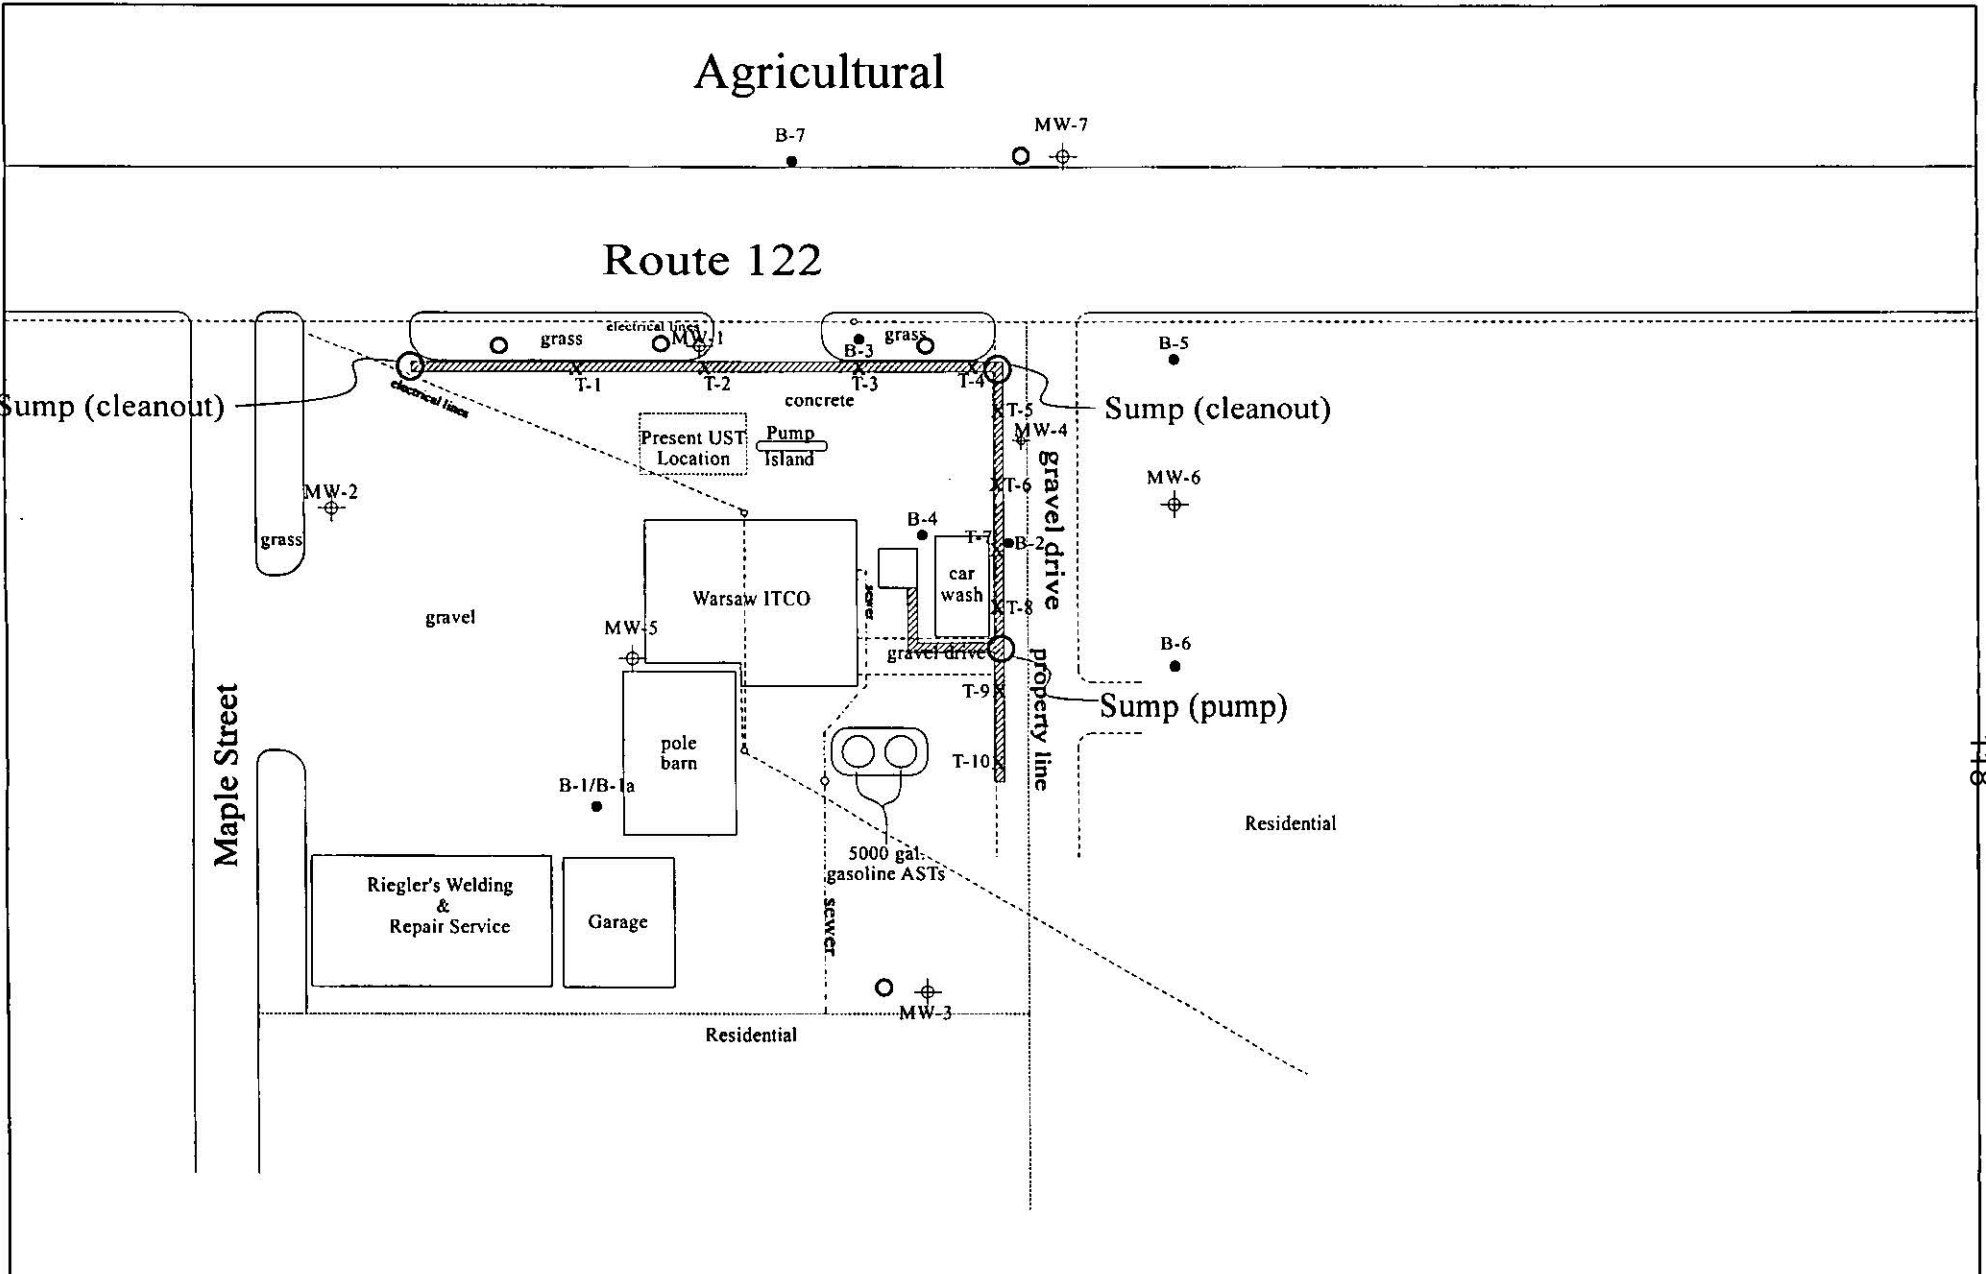 Agricultural
B-7
MW-7
Route 122
electrical lines
grass
MW-1
grass
B-3
B-5
T-1
T-2
T-3
T-4
electrical lines
Sump (cleanout)
concrete
T-5
Sump (cleanout)
MW-4
Present UST
Location
Pump
Island
gravel drive
MW-2
T-6
MW-6
grass
B-4
T-7
B-2
car
wash
Warsaw ITCO
sewer
T-8
gravel
MW-5
gravel drive
B-6
property line
T-9
Sump (pump)
Maple Street
pole
barn
T-10
B-1/B-1a
Residential
5000 gal.
gasoline ASTs
Riegler's Welding
&
Repair Service
Garage
sewer
MW-3
Residential